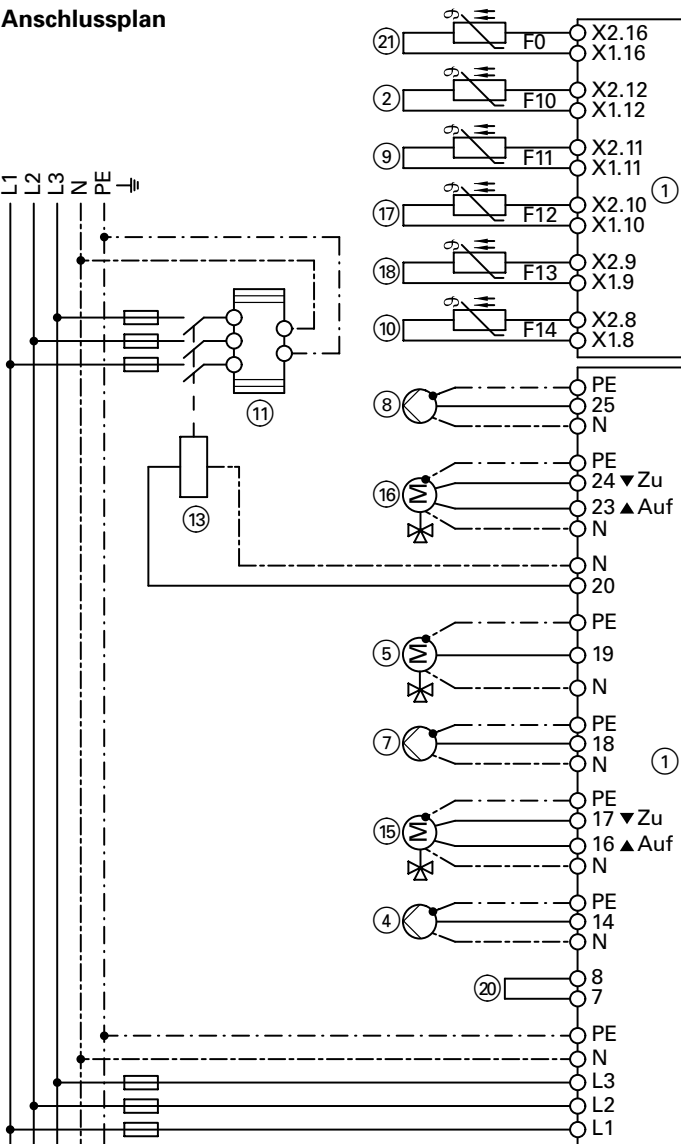 Anschlussplan
L1 L2 L3 N PE
21 F0 X2.16
X1.16
2 F10 X2.12
X1.12
9 F11 X2.11
X1.11
1
17 F12 X2.10
X1.10
18 F13 X2.9
X1.9
10 F14 X2.8
X1.8
11
8 PE
25
N
16 M PE
24 ▼ Zu
23 ▲ Auf
N
13
N
20
5 M PE
19
N
7 PE
18
N
1
15 M PE
17 ▼ Zu
16 ▲ Auf
N
4 PE
14
N
20 8
7
PE
N
L3
L2
L1